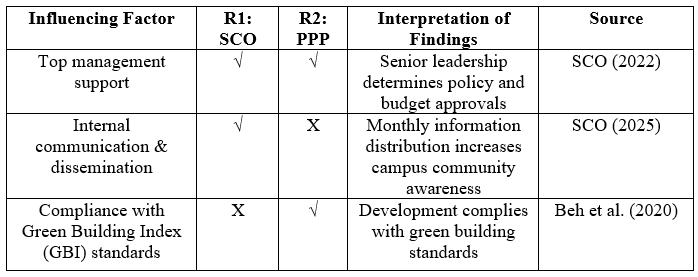 Influencing Factor R1: SCO R2: PPP Interpretation of Findings Source
Top management support √ √ Senior leadership determines policy and budget approvals SCO (2022)
Internal communication & dissemination √ X Monthly information distribution increases campus community awareness SCO (2025)
Compliance with Green Building Index (GBI) standards X √ Development complies with green building standards Beh et al. (2020)